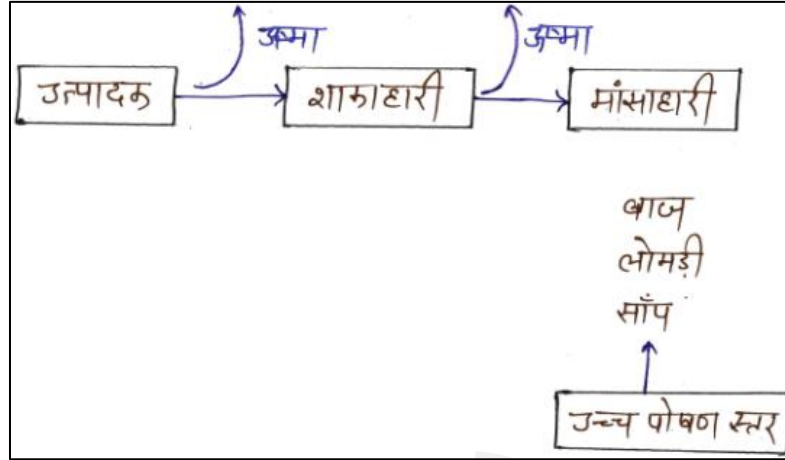 ऊष्मा ऊष्मा
उत्पादक शाकाहारी मांसाहारी
बाज
लोमड़ी
साँप
उच्च पोषण स्तर